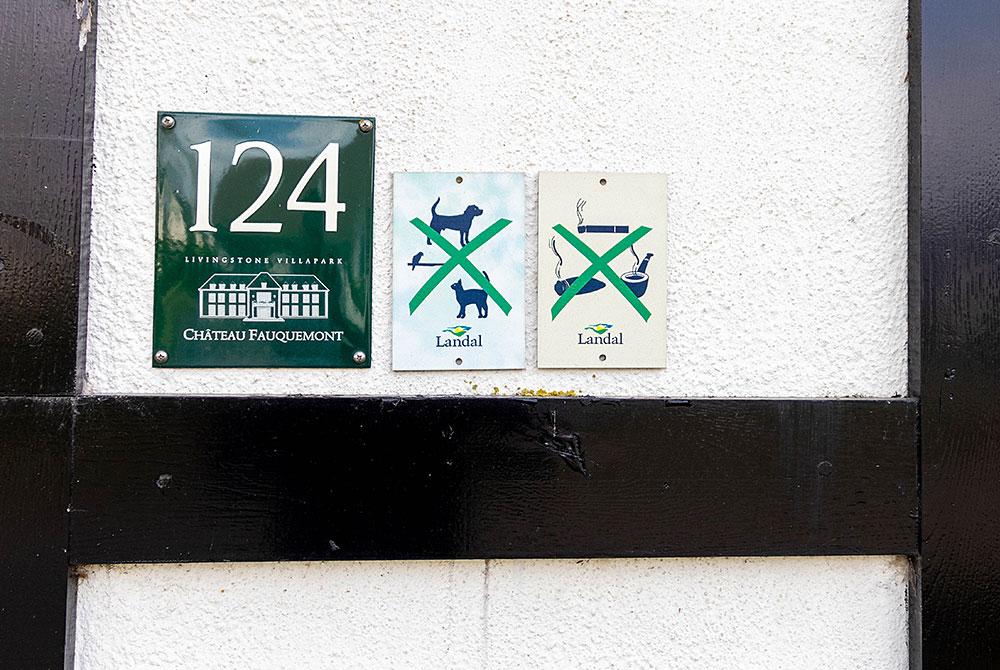 124
LIVINGSTONE VILLAPARK
CHÂTEAU FAUQUEMONT
Landal
Landal